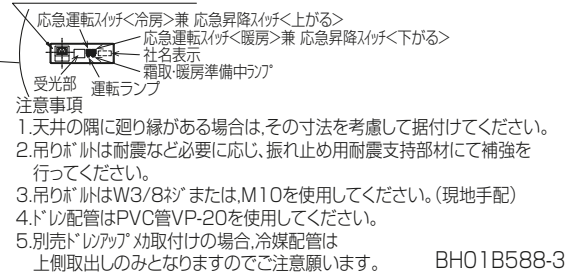 応急運転ｽｲｯﾁ<冷房>兼 応急昇降ｽｲｯﾁ<上がる>
応急運転ｽｲｯﾁ<暖房>兼 応急昇降ｽｲｯﾁ<下がる>
社名表示
霜取･暖房準備中ﾗﾝﾌﾟ
受光部
運転ランプ
注意事項
1.天井の隅に廻り縁がある場合は,その寸法を考慮して据付けてください。
2.吊りﾎﾞﾙﾄは耐震など必要に応じ､振れ止め用耐震支持部材にて補強を
行ってください。
3.吊りﾎﾞﾙﾄはW3/8ﾈｼﾞまたは,M10を使用してください｡(現地手配)
4.ﾄﾞﾚﾝ配管はPVC管VP-20を使用してください。
5.別売ﾄﾞﾚﾝｱｯﾌﾟﾒｶ取付けの場合,冷媒配管は
上側取出しのみとなりますのでご注意願います。
BH01B588-3